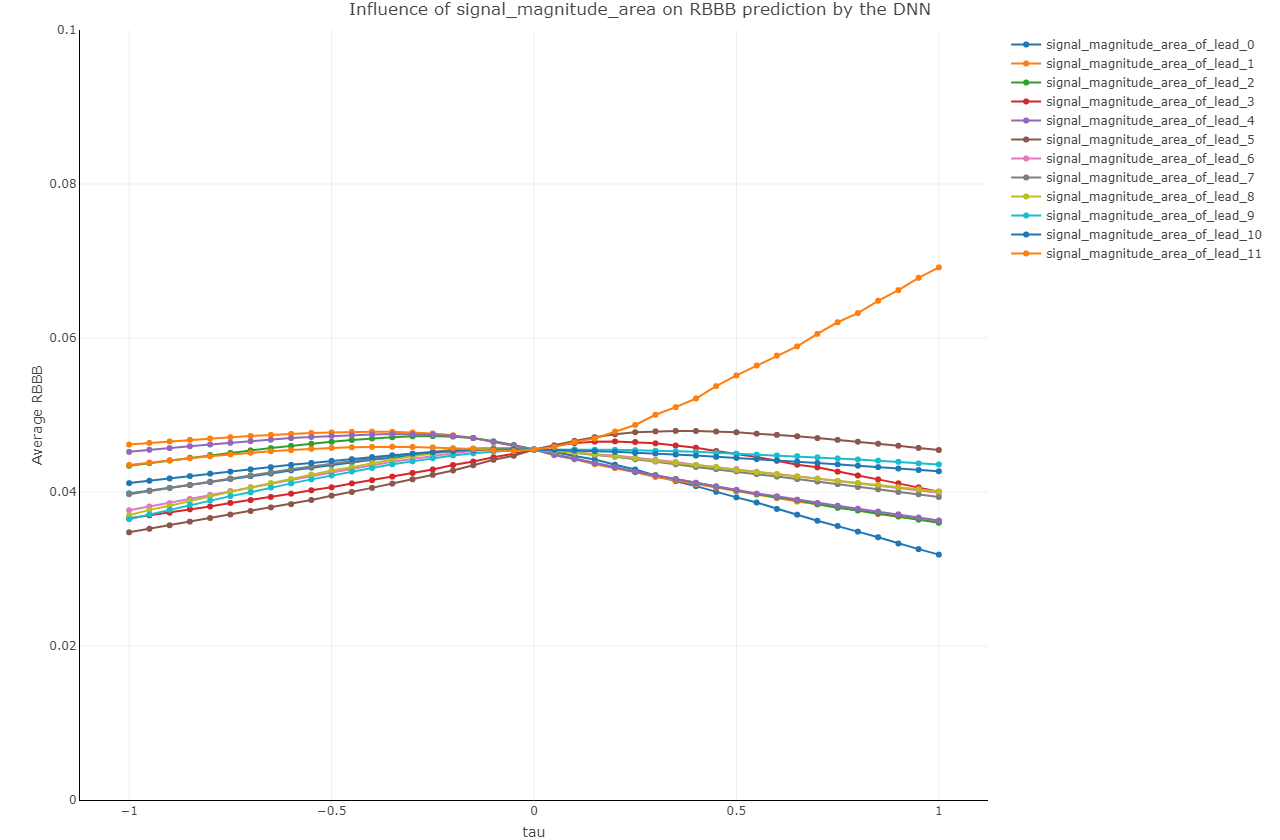 Influence of signal_magnitude_area on RBBB prediction by the DNN
0.1
0.08
0.06
0.04
0.02
0
Average RBBB
−1
−0.5
0
0.5
1
tau
signal_magnitude_area_of_lead_0
signal_magnitude_area_of_lead_1
signal_magnitude_area_of_lead_2
signal_magnitude_area_of_lead_3
signal_magnitude_area_of_lead_4
signal_magnitude_area_of_lead_5
signal_magnitude_area_of_lead_6
signal_magnitude_area_of_lead_7
signal_magnitude_area_of_lead_8
signal_magnitude_area_of_lead_9
signal_magnitude_area_of_lead_10
signal_magnitude_area_of_lead_11